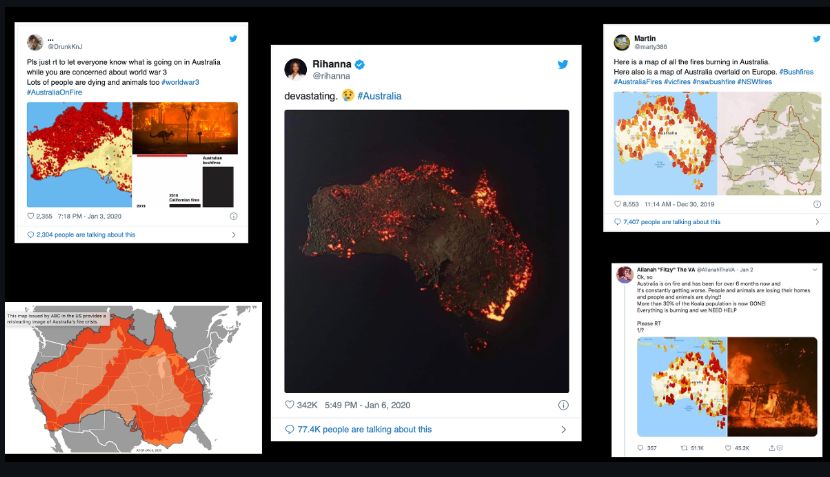 ...
@DrunkKnJ
Pls just rt to let everyone know what is going on in Australia
while you are concerned about world war 3
Lots of people are dying and animals too #worldwar3
#AustraliaOnFire
Australian
bushfires
2018
Californian fires
2019
2,355 7:18 PM - Jan 3, 2020
2,304 people are talking about this
This map issued by ABC in the US provides a
misleading image of Australia's fire crisis.
Rihanna
@rihanna
devastating. 😢 #Australia
342K 5:49 PM - Jan 6, 2020
77.4K people are talking about this
Martin
@marty386
Here is a map of all the fires burning in Australia.
Here also is a map of Australia overlaid on Europe. #Bushfires
#AustraliaFires #vicfires #nswbushfire #NSWfires
Australia
8,553 11:14 AM - Dec 30, 2019
7,407 people are talking about this
Allanah "Fitzy" The VA @AllanahTheVA · Jan 2
Ok, so
Australia is on fire and has been for over 6 months now and
it's constantly getting worse. People and animals are losing their homes
and people and animals are dying!!
More than 30% of the Koala population is now GONE!
Everything is burning and we NEED HELP
Please RT
1/?
357 51.1K 45.2K